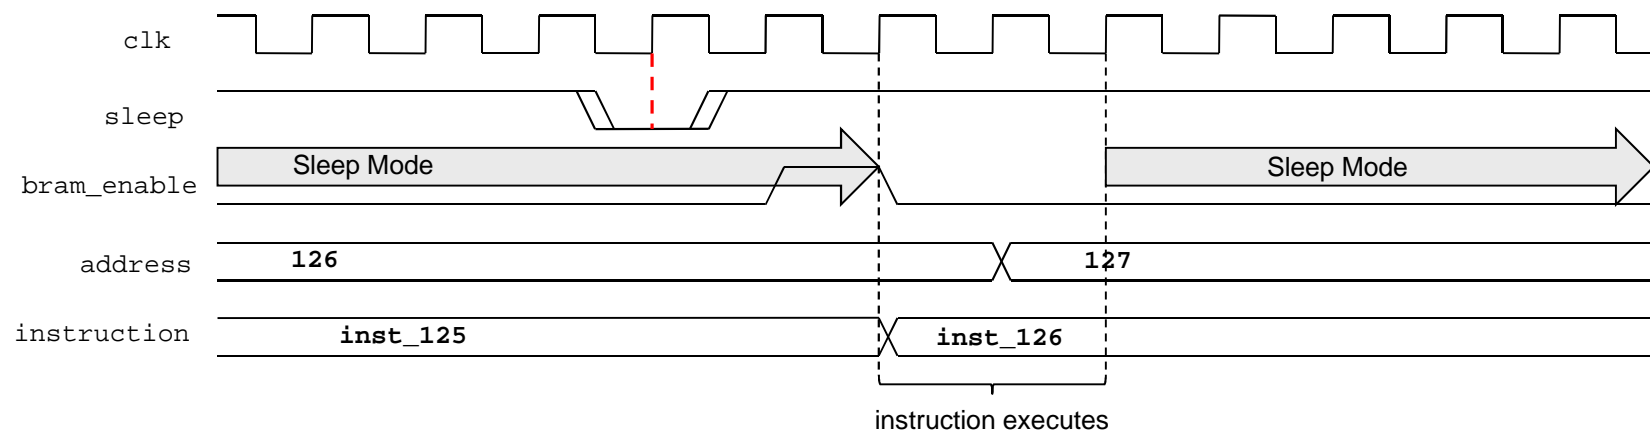 clk
sleep
Sleep Mode
Sleep Mode
bram_enable
address
126
127
instruction
inst_125
inst_126
instruction executes